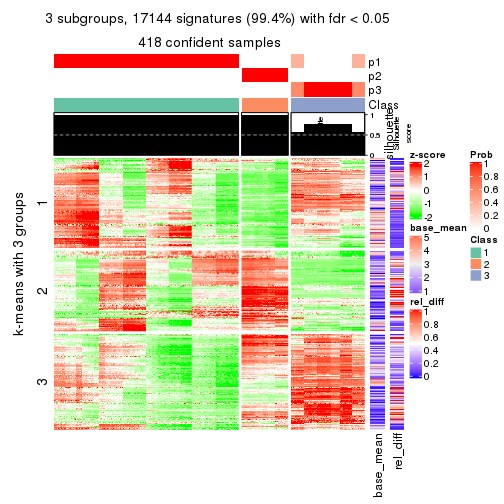 3 subgroups, 17144 signatures (99.4%) with fdr < 0.05
418 confident samples
p1
p2
p3
Class
1
0.5
0
silhouette
Silhouette
score
k-means with 3 groups
1
2
3
base_mean
rel_diff
z-score
2
1
0
-1
-2
base_mean
5
4
3
2
1
rel_diff
1
0.8
0.6
0.4
0.2
0
Prob
1
0.8
0.6
0.4
0.2
0
Class
1
2
3